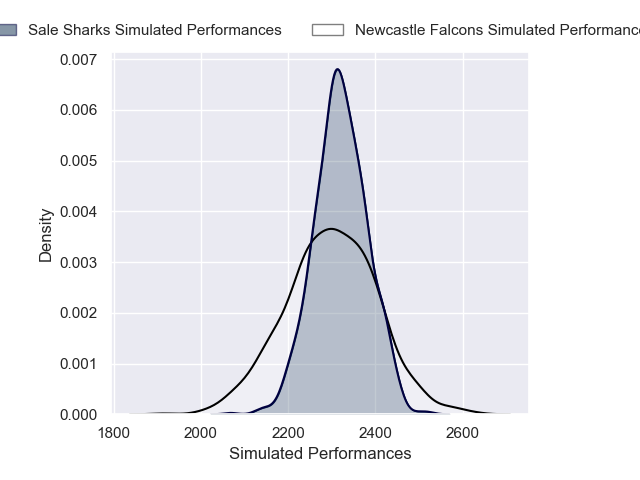 Sale Sharks Simulated Performances
Newcastle Falcons Simulated Performanc
0.007
0.006
0.005
0.004
0.003
0.002
0.001
0.000
Density
1800 2000 2200 2400 2600
Simulated Performances